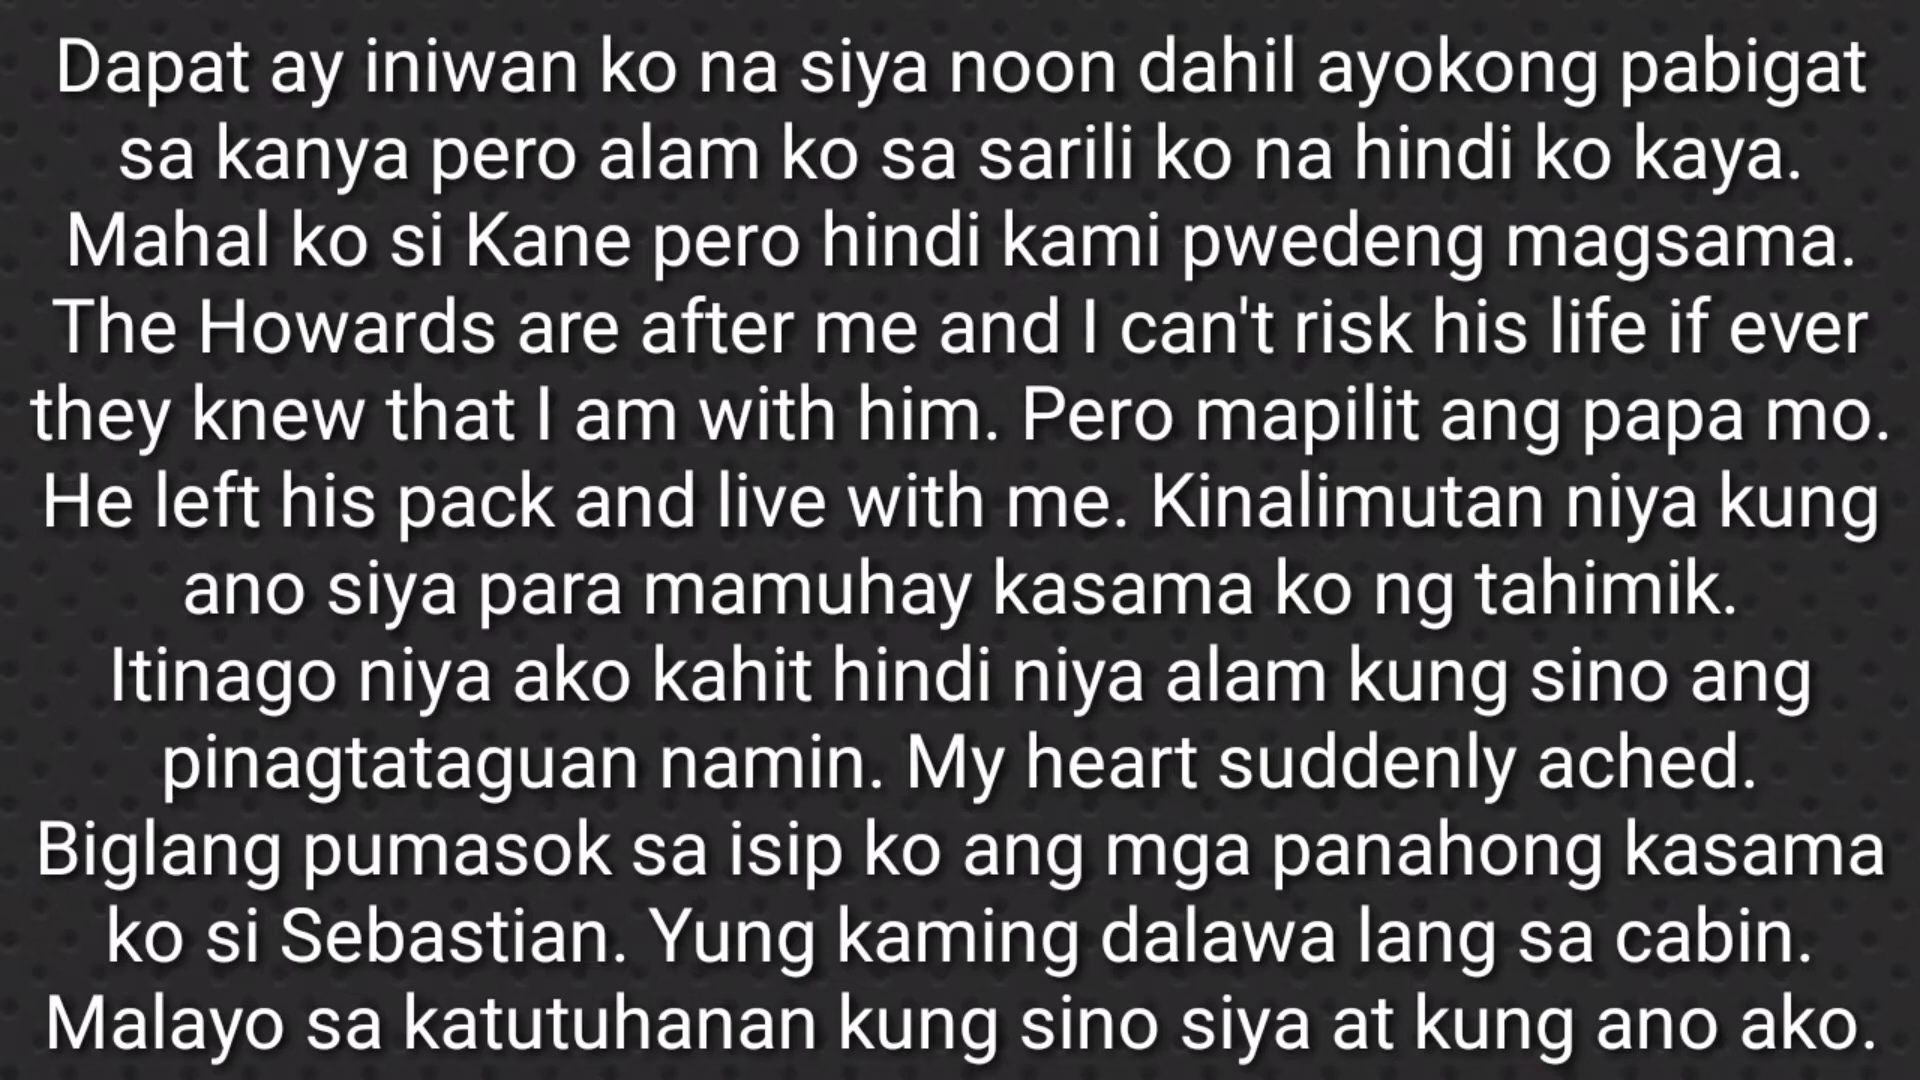 Dapat ay iniwan ko na siya noon dahil ayokong pabigat
sa kanya pero alam ko sa sarili ko na hindi ko kaya.
Mahal ko si Kane pero hindi kami pwedeng magsama.
The Howards are after me and I can't risk his life if ever
they knew that I am with him. Pero mapilit ang papa mo.
He left his pack and live with me. Kinalimutan niya kung
ano siya para mamuhay kasama ko ng tahimik.
Itinago niya ako kahit hindi niya alam kung sino ang
pinagtataguan namin. My heart suddenly ached.
Biglang pumasok sa isip ko ang mga panahong kasama
ko si Sebastian. Yung kaming dalawa lang sa cabin.
Malayo sa katutuhanan kung sino siya at kung ano ako.